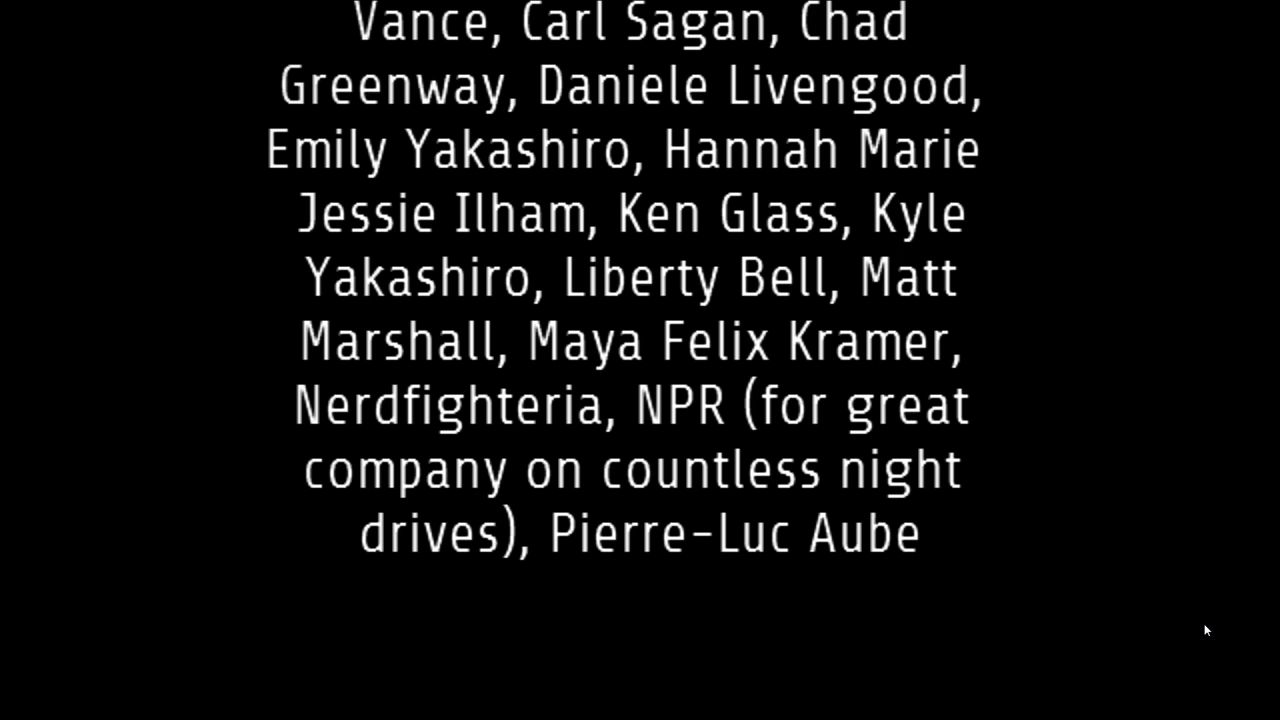 Vance, Carl Sagan, Chad
Greenway, Daniele Livengood,
Emily Yakashiro, Hannah Marie
Jessie Ilham, Ken Glass, Kyle
Yakashiro, Liberty Bell, Matt
Marshall, Maya Felix Kramer,
Nerdfighteria, NPR (for great
company on countless night
drives), Pierre-Luc Aube